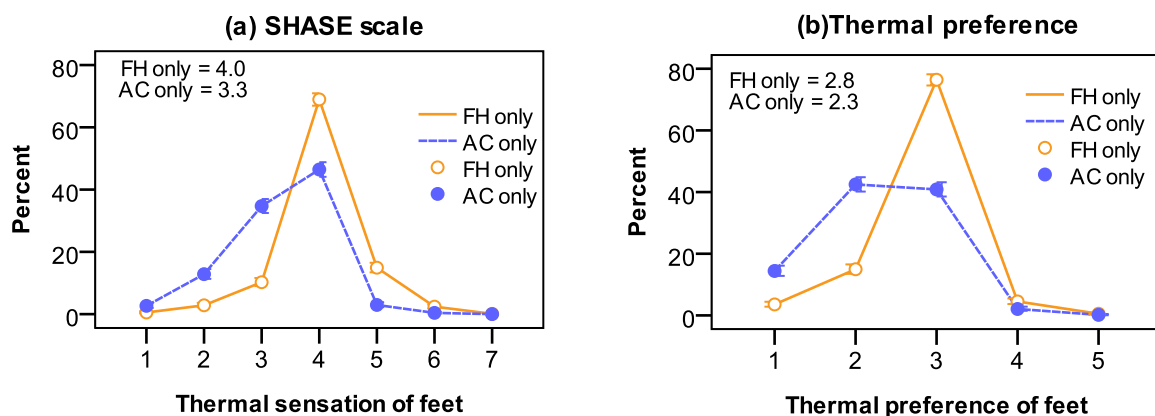 (a) SHASE scale
FH only = 4.0
AC only = 3.3
FH only
AC only
FH only
AC only
Percent
80
60
40
20
0
1 2 3 4 5 6 7
Thermal sensation of feet
(b)Thermal preference
FH only = 2.8
AC only = 2.3
FH only
AC only
FH only
AC only
Percent
80
60
40
20
0
1 2 3 4 5
Thermal preference of feet